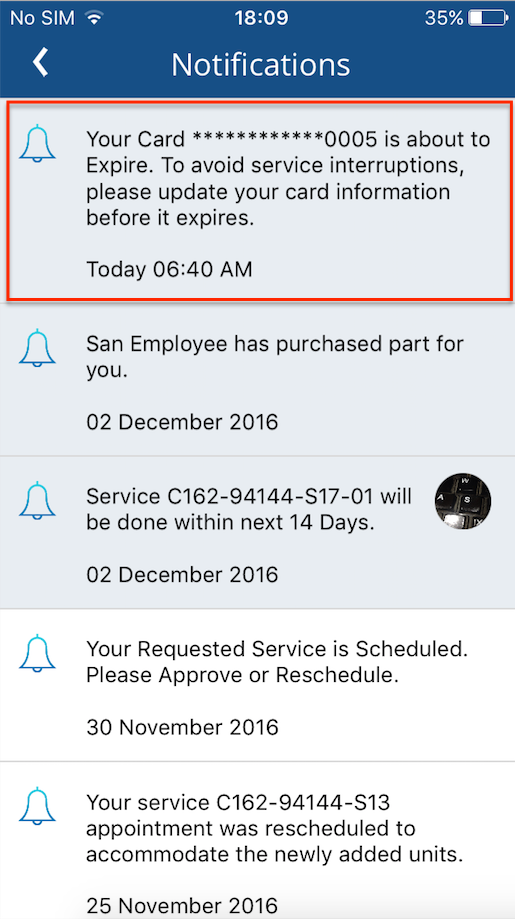 No SIM 18:09 35%
Notifications
Your Card ************0005 is about to
Expire. To avoid service interruptions,
please update your card information
before it expires.
Today 06:40 AM
San Employee has purchased part for
you.
02 December 2016
Service C162-94144-S17-01 will
be done within next 14 Days.
W
A S
02 December 2016
Your Requested Service is Scheduled.
Please Approve or Reschedule.
30 November 2016
Your service C162-94144-S13
appointment was rescheduled to
accommodate the newly added units.
25 November 2016